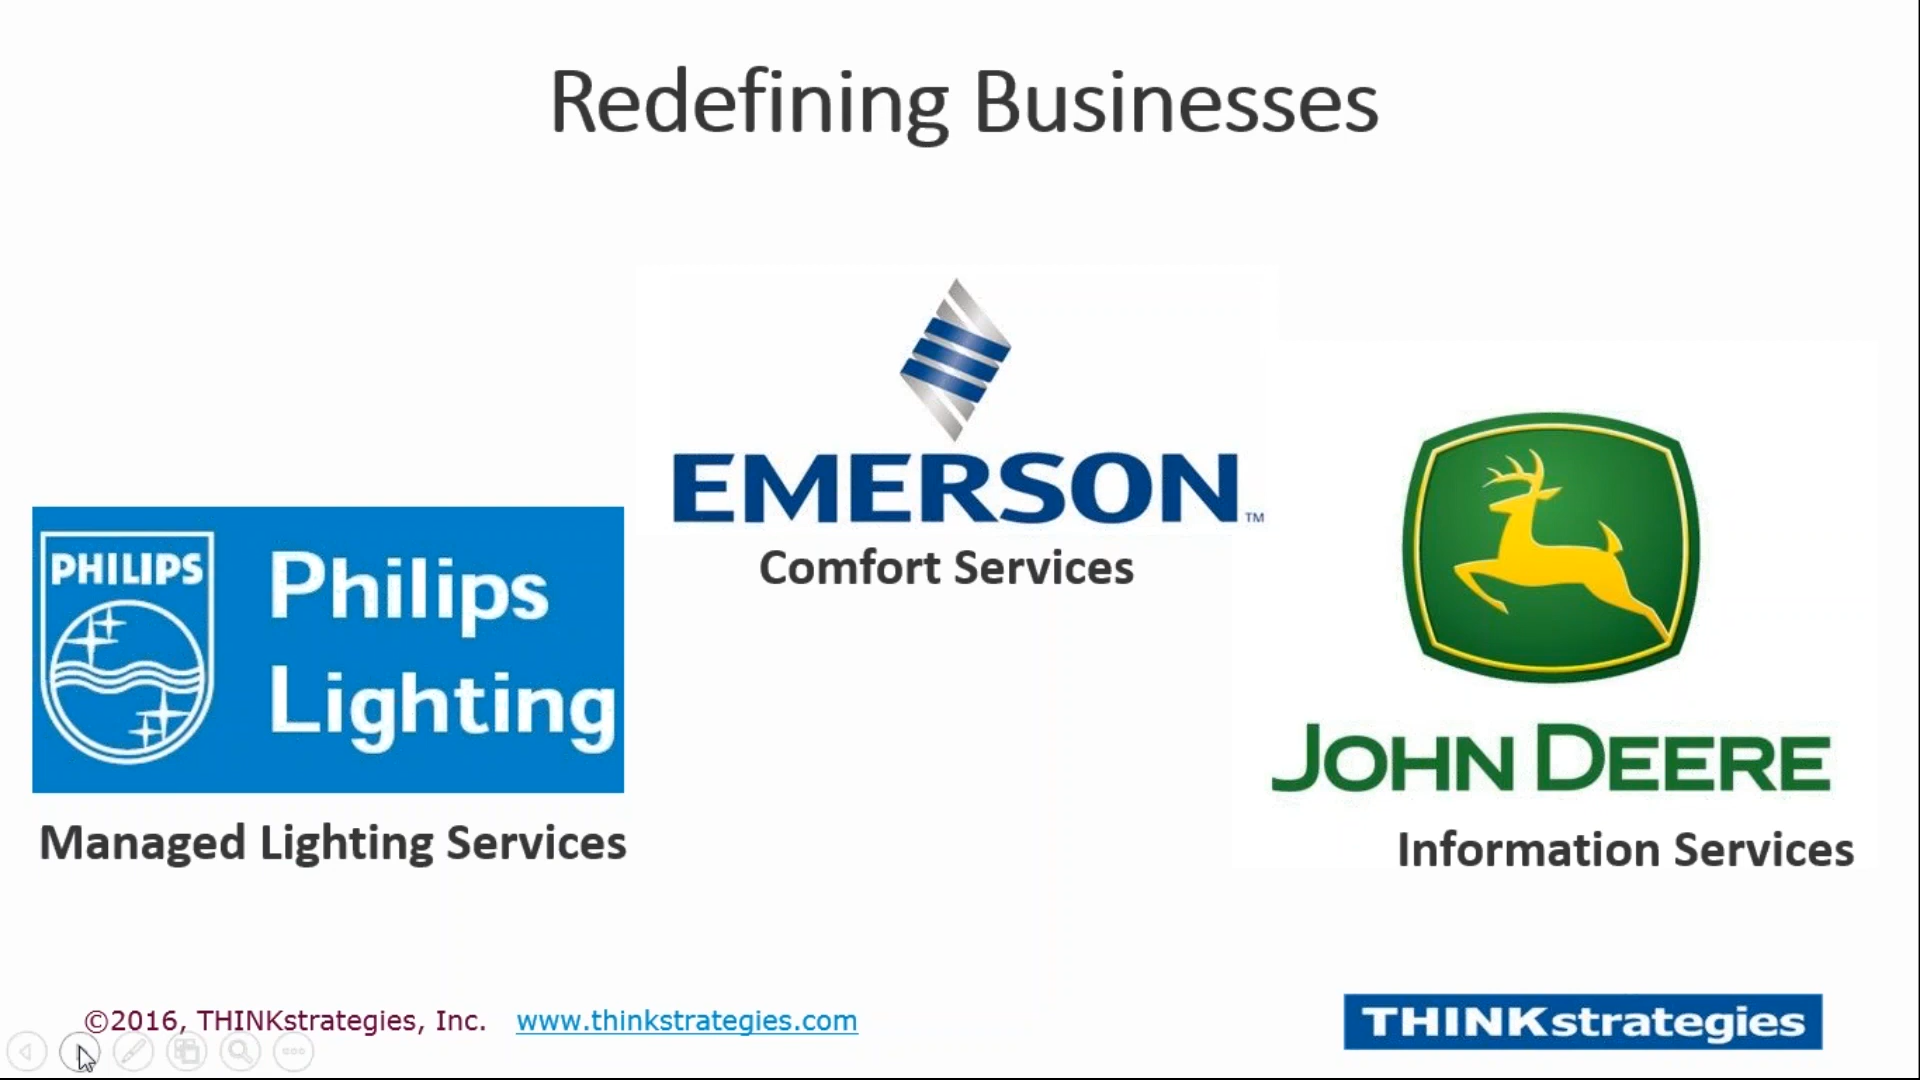 Redefining Businesses
EMERSON™
Comfort Services
PHILIPS
Philips
Lighting
Managed Lighting Services
JOHN DEERE
Information Services
©2016, THINKstrategies, Inc. www.thinkstrategies.com
THINKstrategies